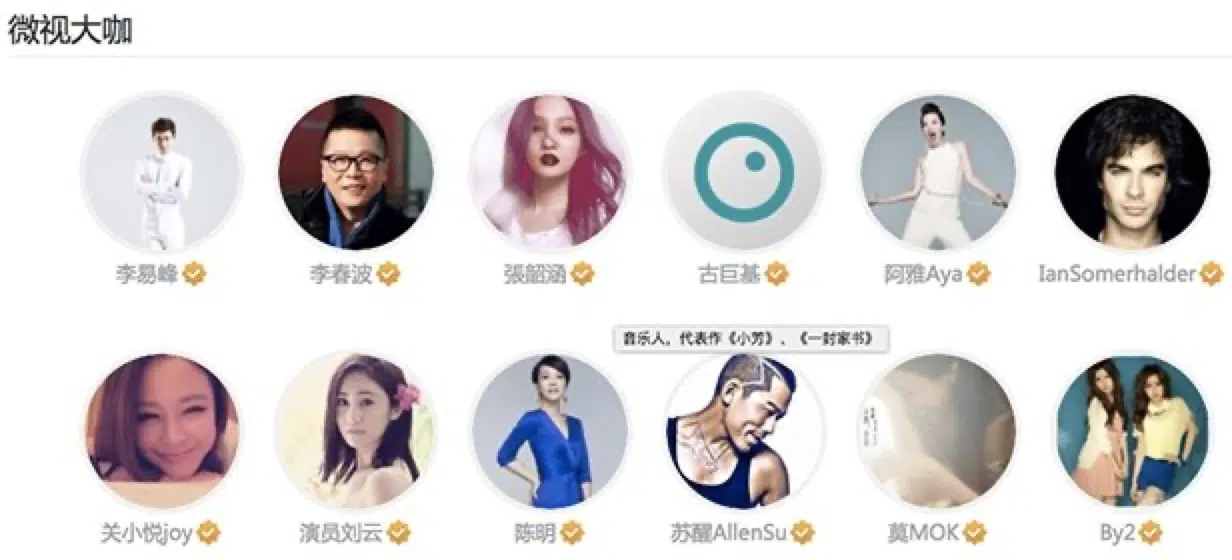 微视大咖
李易峰
李春波
張韶涵
古巨基
阿雅Aya
IanSomerhalder
音乐人，代表作《小芳》、《一封家书》
关小悦joy
演员刘云
陈明
苏醒AllenSu
莫MOK
By2